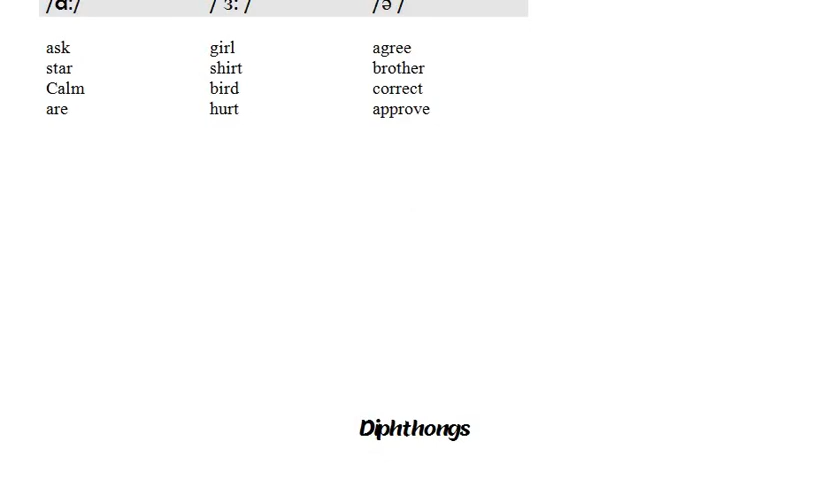 /ɑ:/ / ɜ: / /ə /
ask girl agree
star shirt brother
Calm bird correct
are hurt approve
Diphthongs